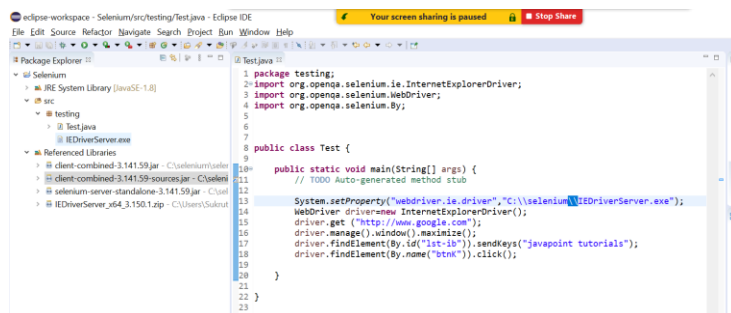 eclipse-workspace - Selenium/src/testing/Test.java - Eclipse IDE
Your screen sharing is paused
Stop Share
File Edit Source Refactor Navigate Search Project Run Window Help
Package Explorer
Selenium
JRE System Library [JavaSE-1.8]
src
testing
Test.java
IEDriverServer.exe
Referenced Libraries
client-combined-3.141.59.jar - C:\selenium\selen
client-combined-3.141.59-sources.jar - C:\seleni
selenium-server-standalone-3.141.59.jar - C:\sel
IEDriverServer_x64_3.150.1.zip - C:\Users\Sukrut
Test.java
1 package testing;
2 import org.openqa.selenium.ie.InternetExplorerDriver;
3 import org.openqa.selenium.WebDriver;
4 import org.openqa.selenium.By;
5
6
7
8 public class Test {
9
10 public static void main(String[] args) {
11 // TODO Auto-generated method stub
12
13 System.setProperty("webdriver.ie.driver","C:\\selenium\\IEDriverServer.exe");
14 WebDriver driver=new InternetExplorerDriver();
15 driver.get ("http://www.google.com");
16 driver.manage().window().maximize();
17 driver.findElement(By.id("lst-ib")).sendKeys("javapoint tutorials");
18 driver.findElement(By.name("btnK")).click();
19
20 }
21
22 }
23